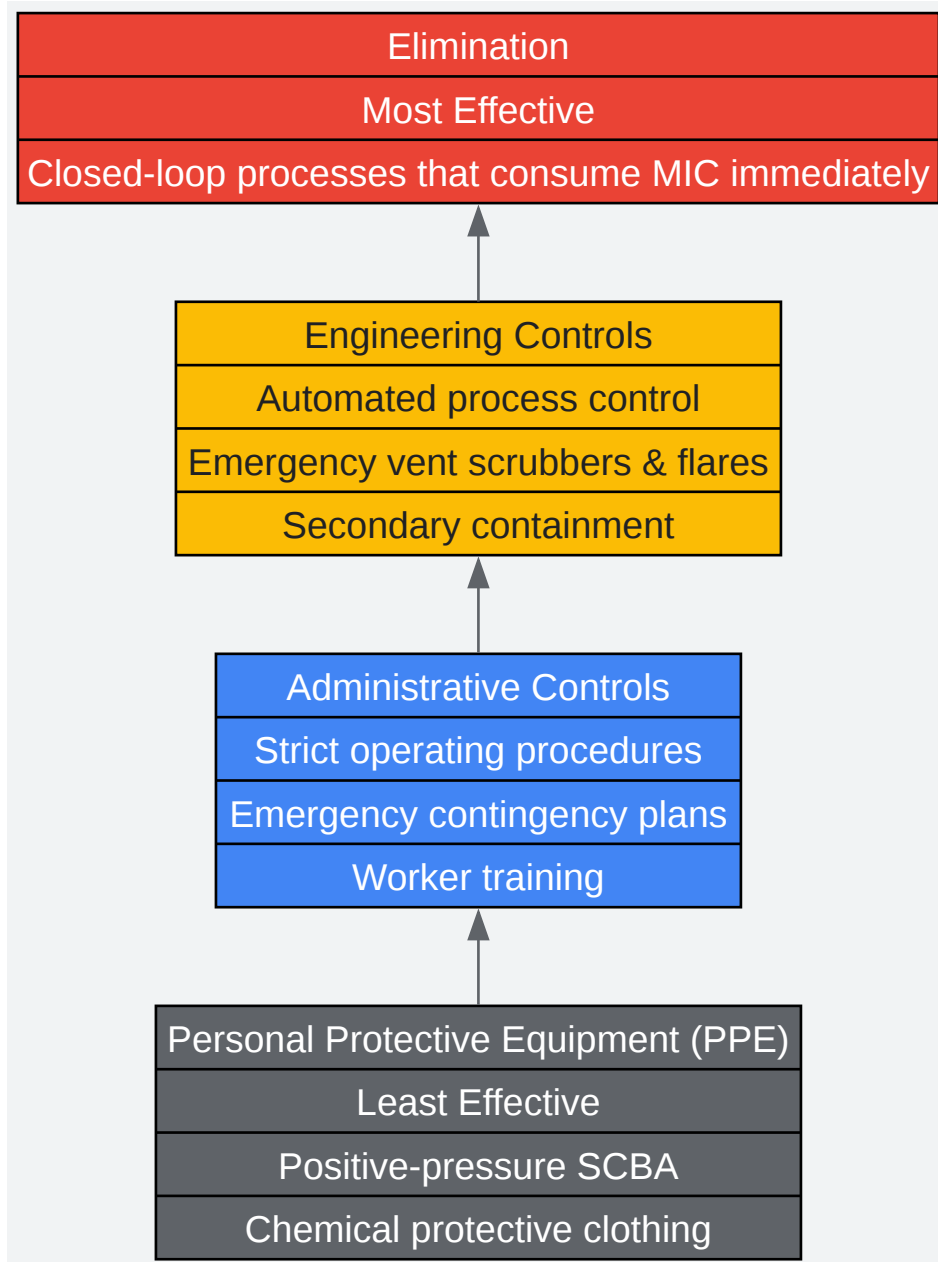 Elimination
Most Effective
Closed-loop processes that consume MIC immediately
Engineering Controls
Automated process control
Emergency vent scrubbers & flares
Secondary containment
Administrative Controls
Strict operating procedures
Emergency contingency plans
Worker training
Personal Protective Equipment (PPE)
Least Effective
Positive-pressure SCBA
Chemical protective clothing